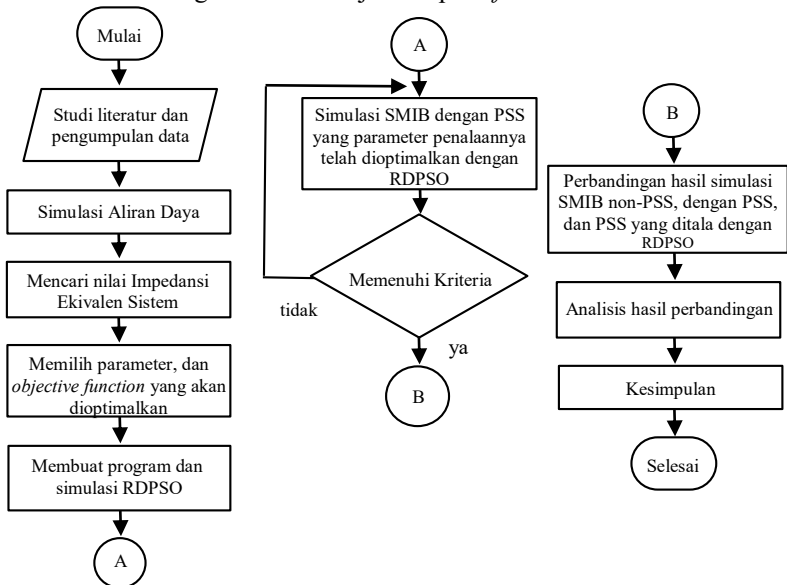 Mulai
Studi literatur dan
pengumpulan data
Simulasi Aliran Daya
Mencari nilai Impedansi
Ekivalen Sistem
Memilih parameter, dan
objective function yang akan
dioptimalkan
Membuat program dan
simulasi RDPSO
A
A
Simulasi SMIB dengan PSS
yang parameter penalaannya
telah dioptimalkan dengan
RDPSO
Memenuhi Kriteria
tidak
ya
B
B
Perbandingan hasil simulasi
SMIB non-PSS, dengan PSS,
dan PSS yang ditala dengan
RDPSO
Analisis hasil perbandingan
Kesimpulan
Selesai